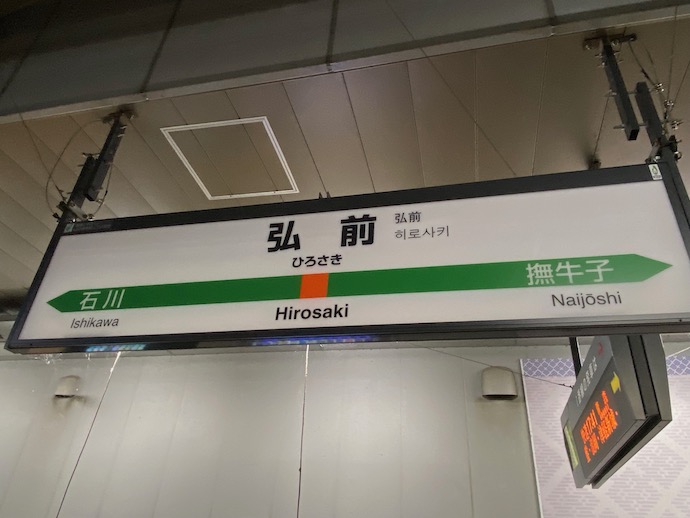 弘前
弘前
히로사키
ひろさき
石川
撫牛子
Ishikawa
Hirosaki
Naijōshi